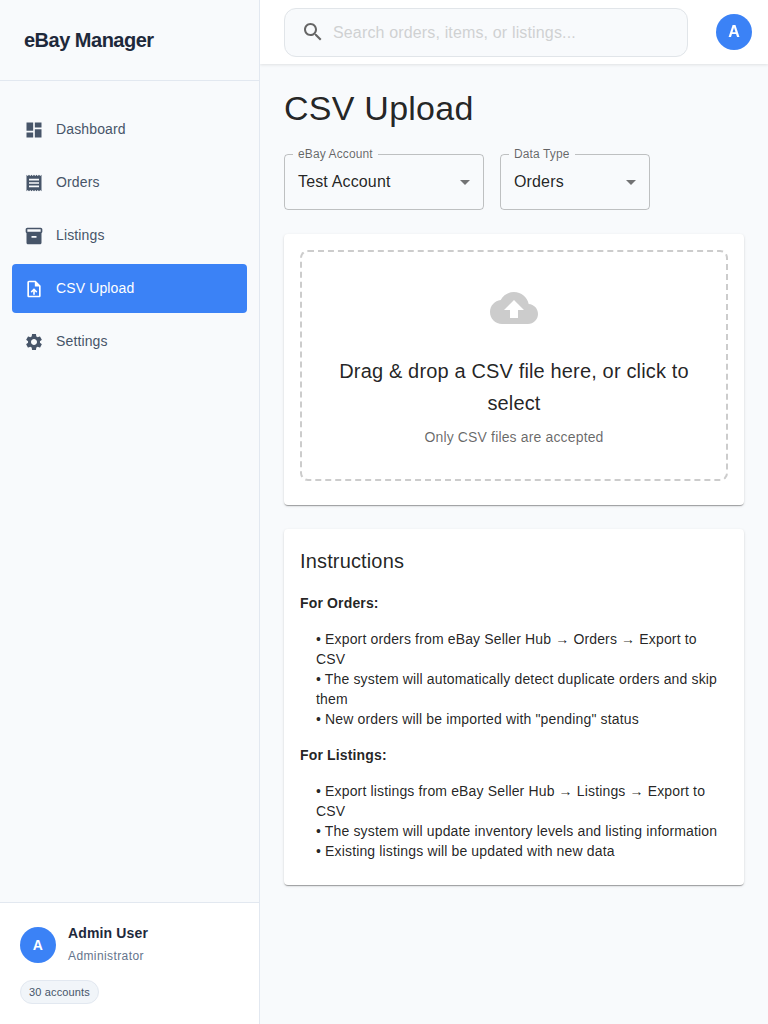 eBay Manager
Dashboard
Orders
Listings
CSV Upload
Settings
Admin User
A
Administrator
30 accounts
Search orders, items, or listings...
A
CSV Upload
eBay Account
Test Account
Data Type
Orders
Drag & drop a CSV file here, or click to
select
Only CSV files are accepted
Instructions
For Orders:
• Export orders from eBay Seller Hub → Orders → Export to
CSV
• The system will automatically detect duplicate orders and skip
them
• New orders will be imported with "pending" status
For Listings:
• Export listings from eBay Seller Hub → Listings → Export to
CSV
• The system will update inventory levels and listing information
• Existing listings will be updated with new data